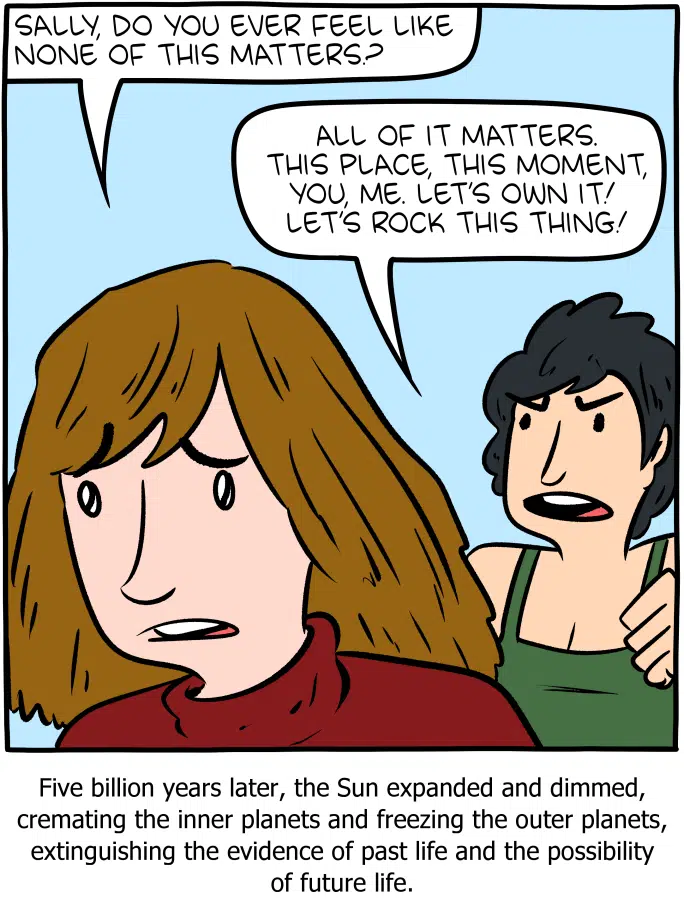 SALLY, DO YOU EVER FEEL LIKE
NONE OF THIS MATTERS?
ALL OF IT MATTERS.
THIS PLACE, THIS MOMENT,
YOU, ME. LET'S OWN IT!
LET'S ROCK THIS THING!
Five billion years later, the Sun expanded and dimmed,
cremating the inner planets and freezing the outer planets,
extinguishing the evidence of past life and the possibility
of future life.